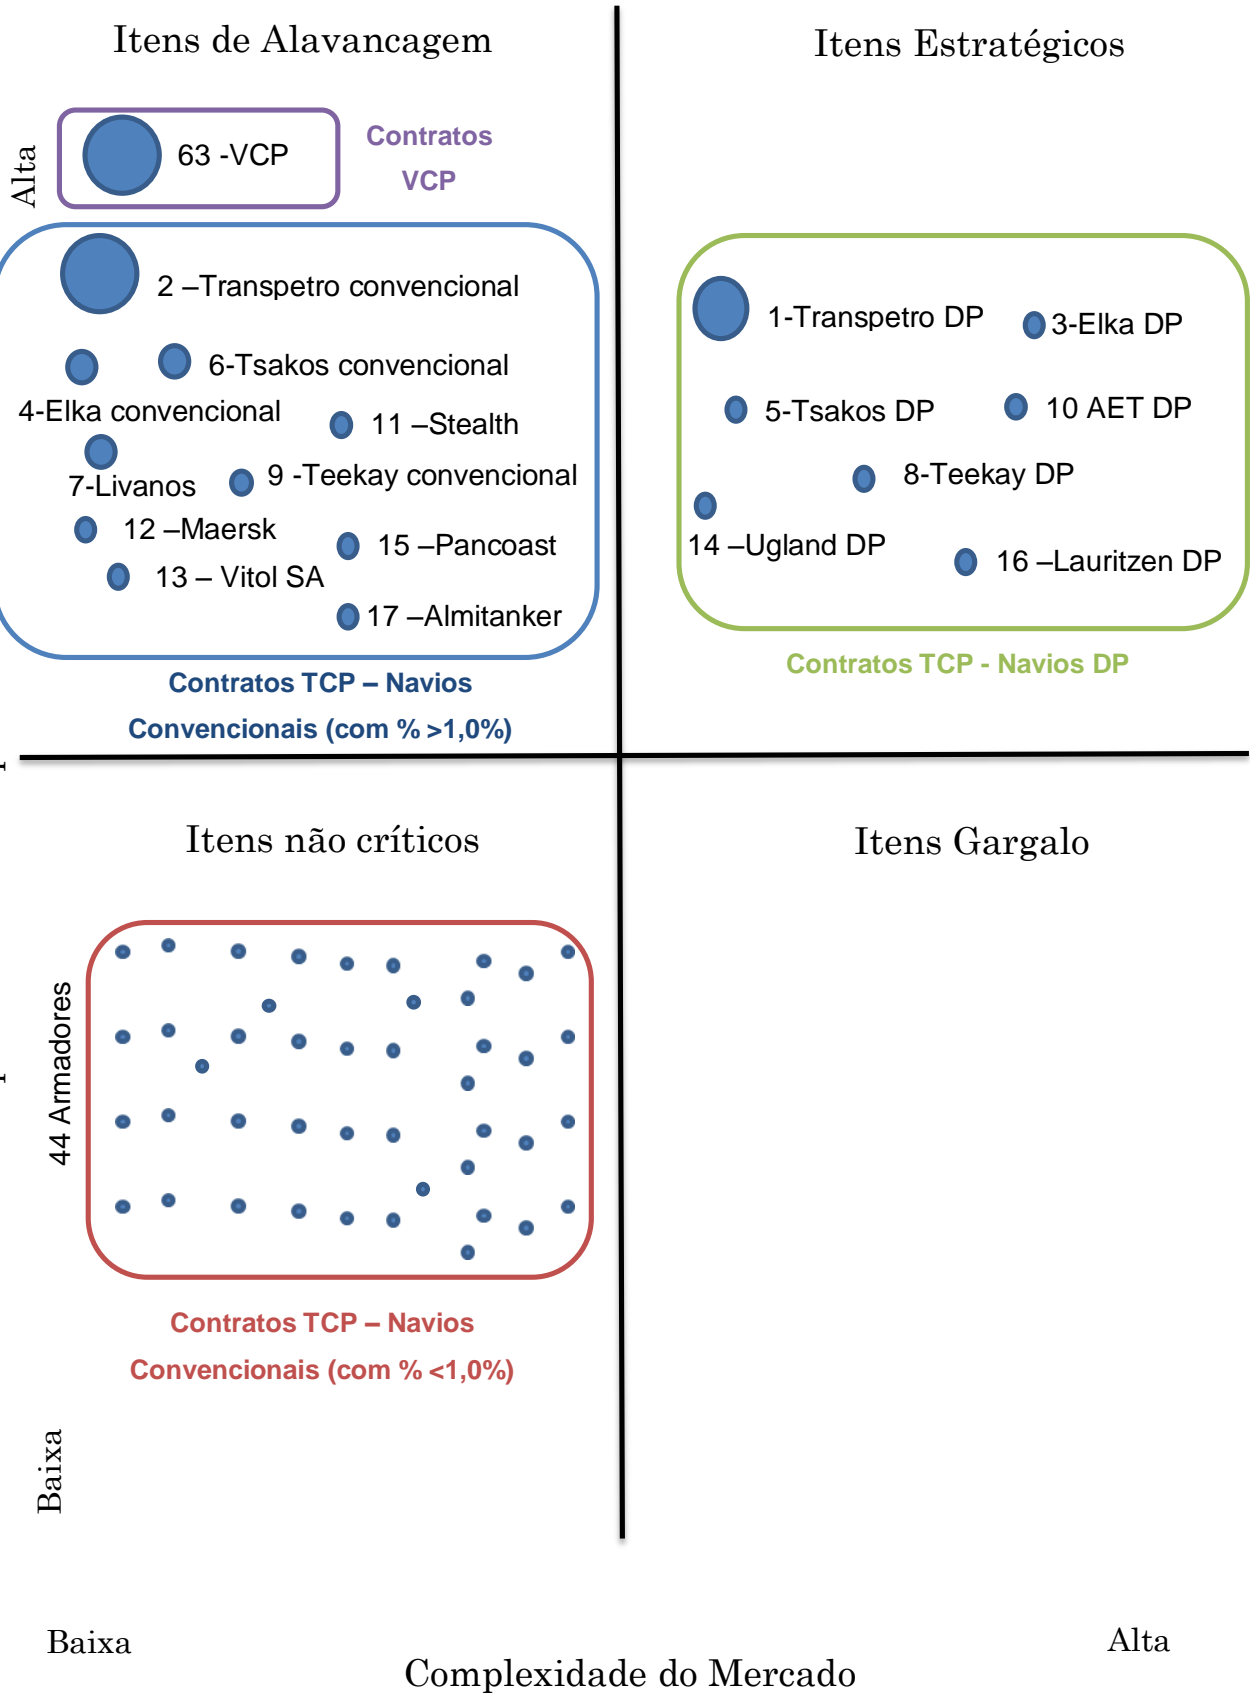 Itens de Alavancagem
Itens Estratégicos
Alta
63 -VCP
Contratos
VCP
2 –Transpetro convencional
6-Tsakos convencional
4-Elka convencional
11 –Stealth
9 -Teekay convencional
7-Livanos
12 –Maersk
15 –Pancoast
13 – Vitol SA
17 –Almitanker
Contratos TCP – Navios
Convencionais (com % >1,0%)
1-Transpetro DP
3-Elka DP
5-Tsakos DP
10 AET DP
8-Teekay DP
14 –Ugland DP
16 –Lauritzen DP
Contratos TCP - Navios DP
Itens não críticos
Itens Gargalo
44 Armadores
Contratos TCP – Navios
Convencionais (com % <1,0%)
Baixa
Baixa
Alta
Complexidade do Mercado